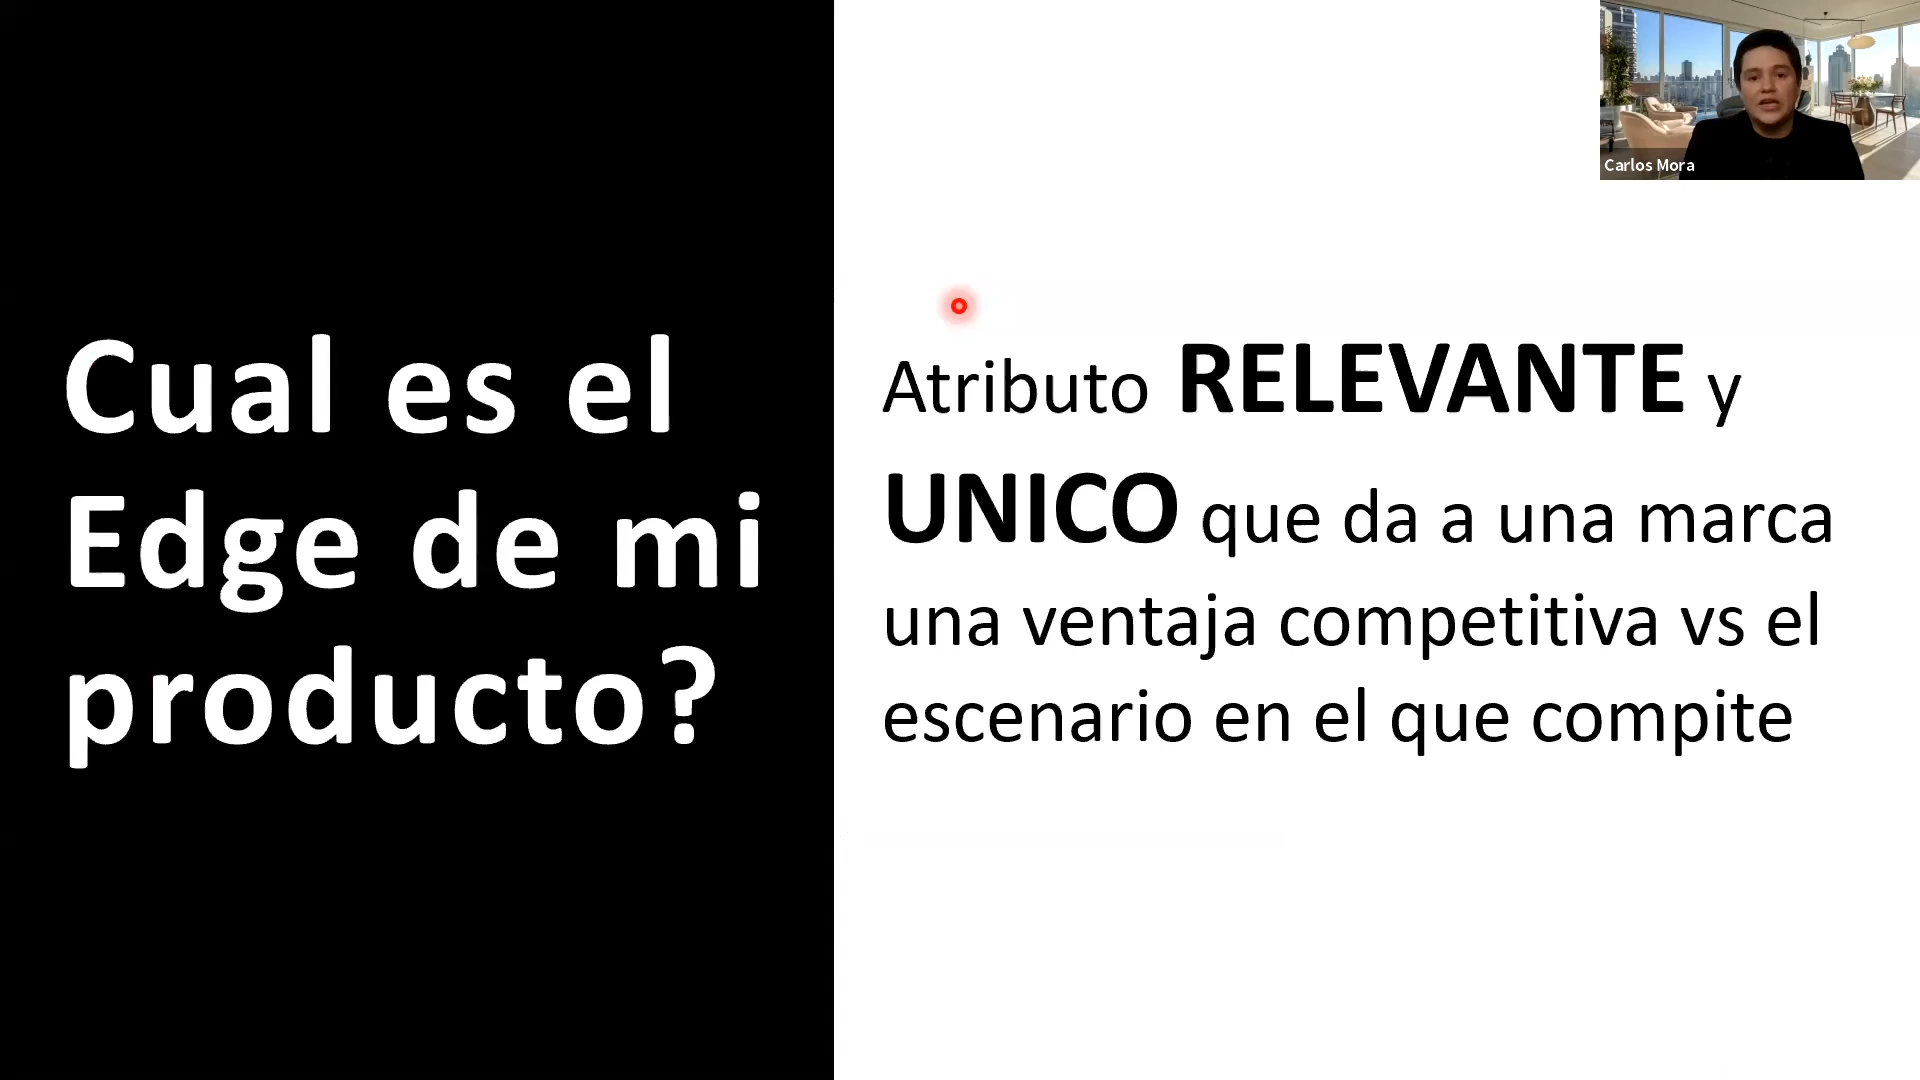 Cual es el
Edge de mi
producto?
Atributo RELEVANTE y
UNICO que da a una marca
una ventaja competitiva vs el
escenario en el que compite
Carlos Mora